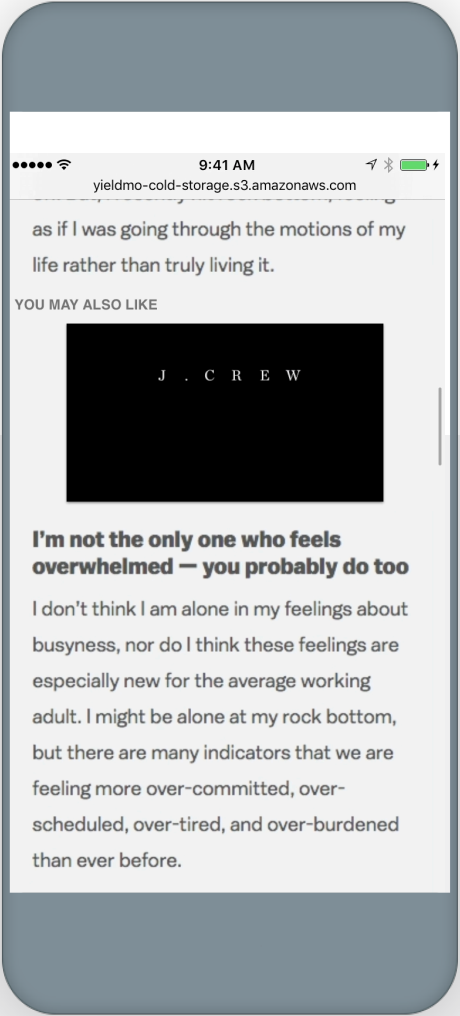 9:41 AM
yieldmo-cold-storage.s3.amazonaws.com
as if I was going through the motions of my
life rather than truly living it.
YOU MAY ALSO LIKE
J . C R E W
I'm not the only one who feels
overwhelmed — you probably do too
I don't think I am alone in my feelings about
busyness, nor do I think these feelings are
especially new for the average working
adult. I might be alone at my rock bottom,
but there are many indicators that we are
feeling more over-committed, over-
scheduled, over-tired, and over-burdened
than ever before.